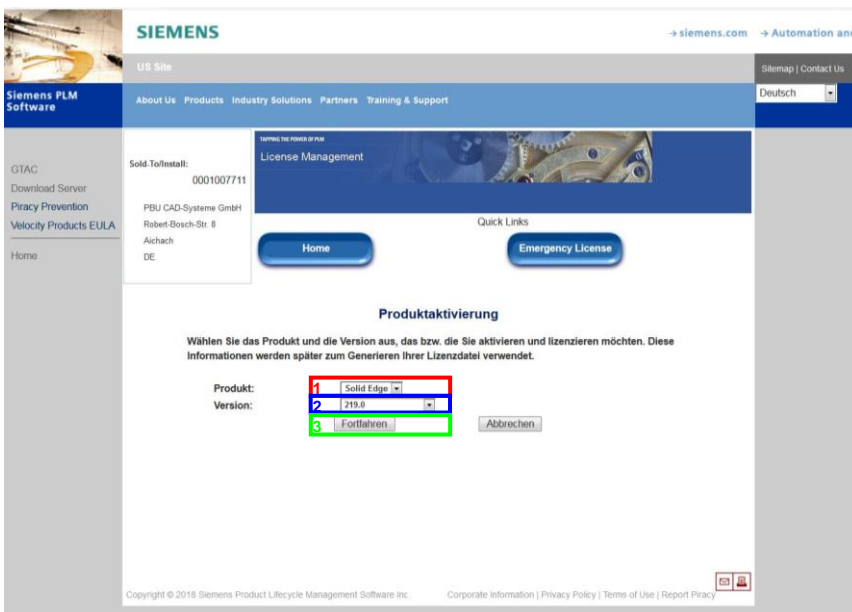 SIEMENS
→ siemens.com → Automation and
US Site
Sitemap | Contact Us
Siemens PLM
Software
About Us Products Industry Solutions Partners Training & Support
Deutsch
GTAC
Download Server
Piracy Prevention
Velocity Products EULA
Home
Sold-To/Install:
0001007711
PBU CAD-Systeme GmbH
Robert-Bosch-Str. 8
Aichach
DE
TAPPING THE POWER OF PLM
License Management
Quick Links
Home
Emergency License
Produktaktivierung
Wählen Sie das Produkt und die Version aus, das bzw. die Sie aktivieren und lizenzieren möchten. Diese
Informationen werden später zum Generieren Ihrer Lizenzdatei verwendet.
Produkt: 1 Solid Edge
Version: 2 219.0
3 Fortfahren Abbrechen
Copyright © 2016 Siemens Product Lifecycle Management Software Inc. Corporate Information | Privacy Policy | Terms of Use | Report Piracy